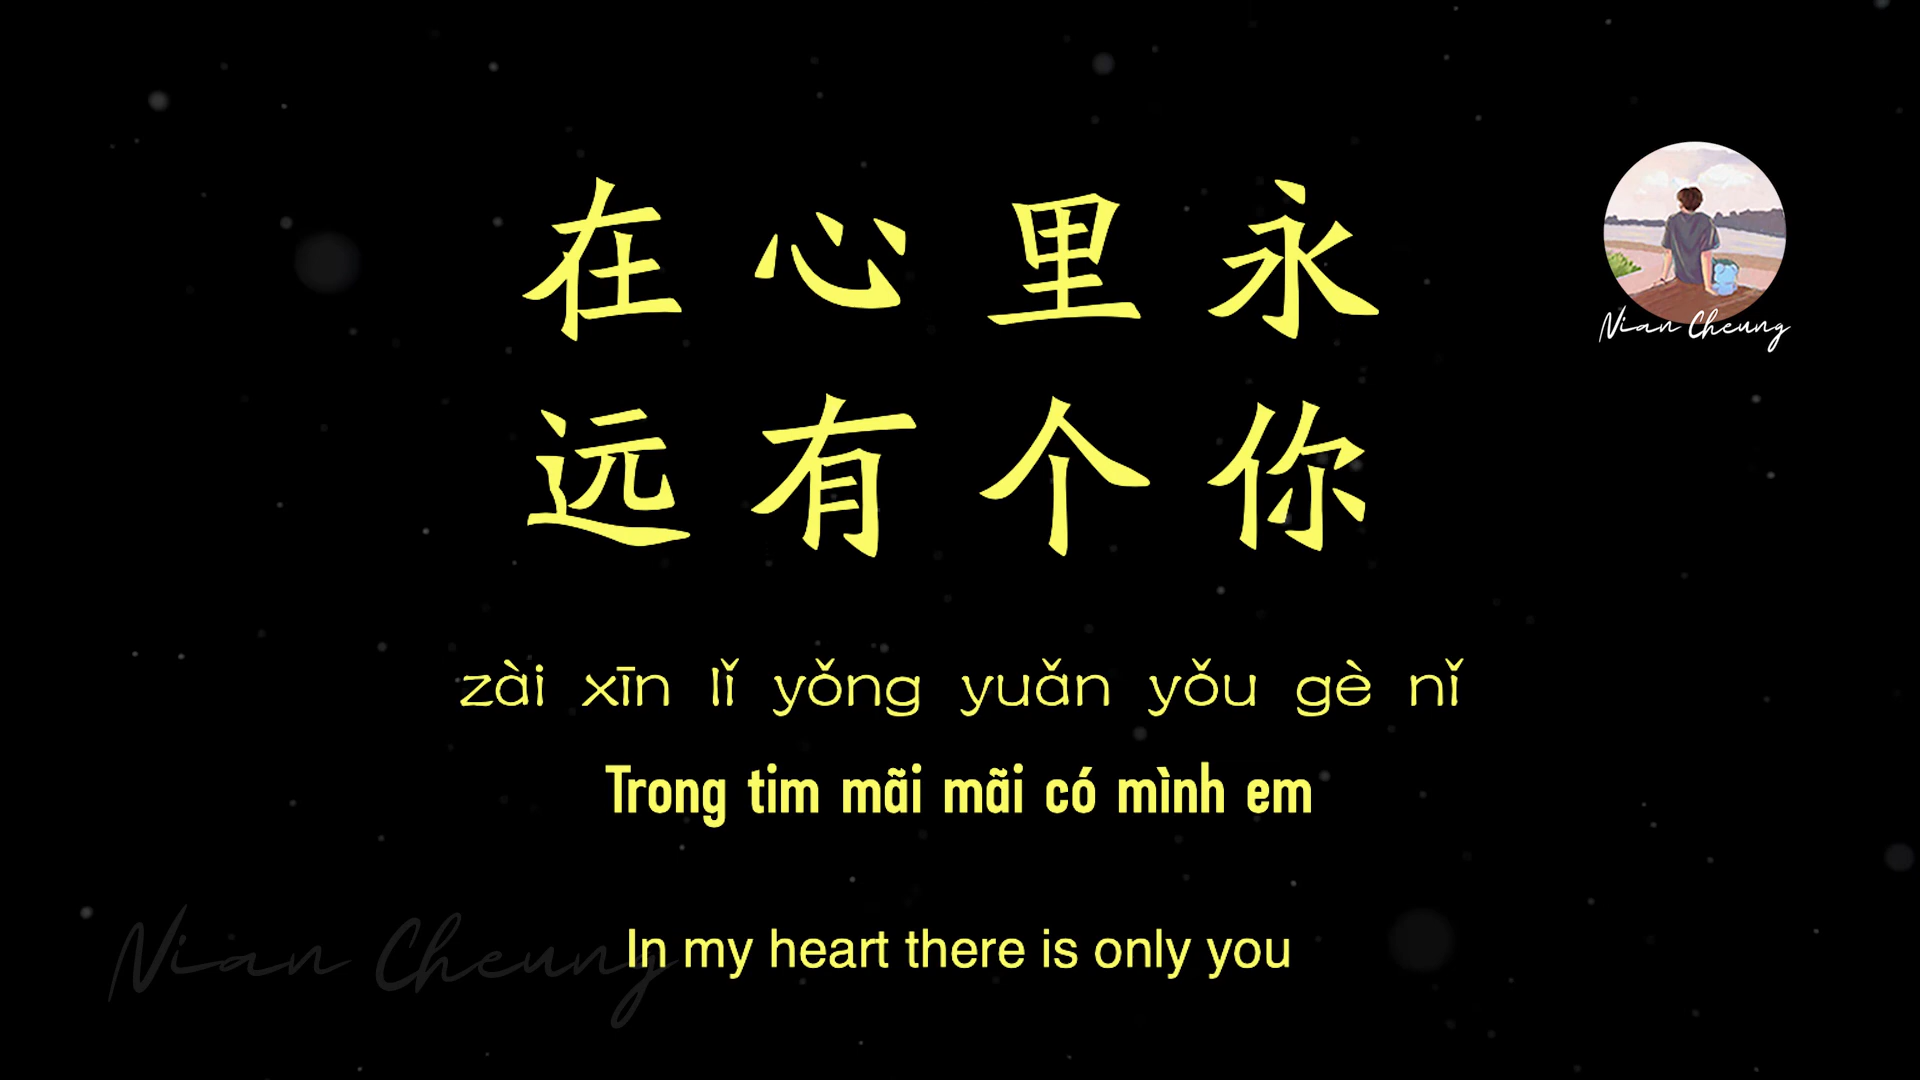 在心里永
远有个你
zài xīn lǐ yǒng yuǎn yǒu gè nǐ
Trong tim mãi mãi có mình em
In my heart there is only you
Nian Cheung
Nian Cheung